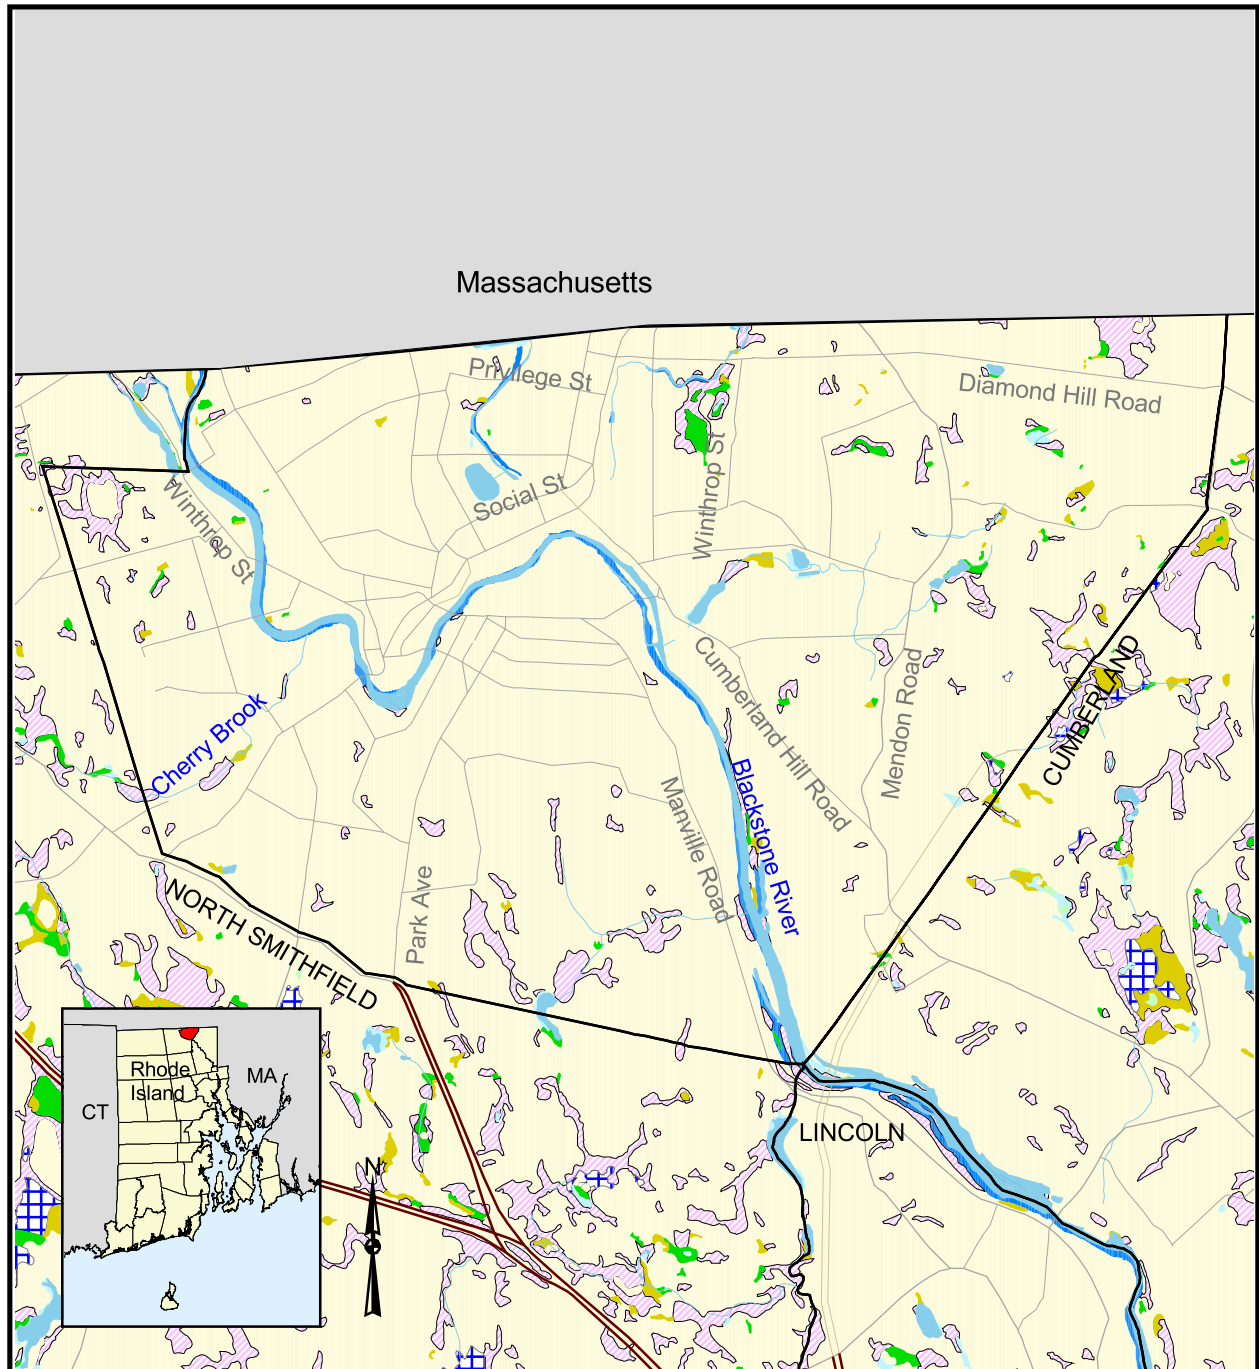 Massachusetts
Privilege St
Diamond Hill Road
Social St
Winthrop St
Winthrop St
Cumberland Hill Road
Mendon Road
CUMBERLAND
Cherry Brook
Manville Road
Blackstone River
Park Ave
NORTH SMITHFIELD
LINCOLN
Rhode
Island
MA
CT
N